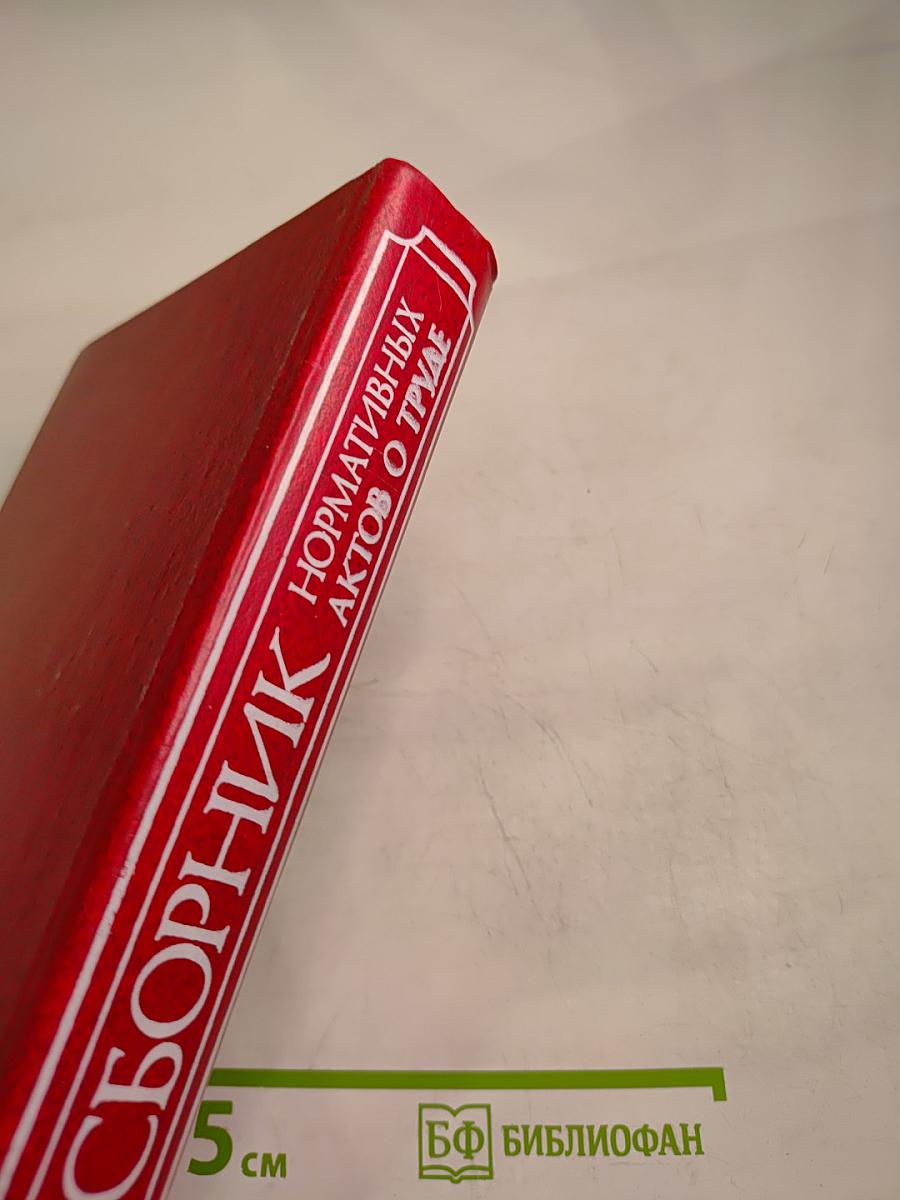 СБОРНИК
НОРМАТИВНЫХ
АКТОВ О ТРУДЕ
5 см
БФ БИБЛИОФАН